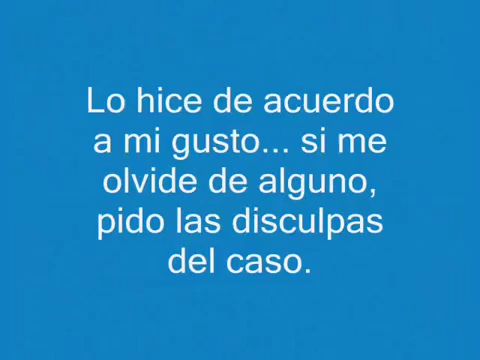 Lo hice de acuerdo
a mi gusto... si me
olvide de alguno,
pido las disculpas
del caso.